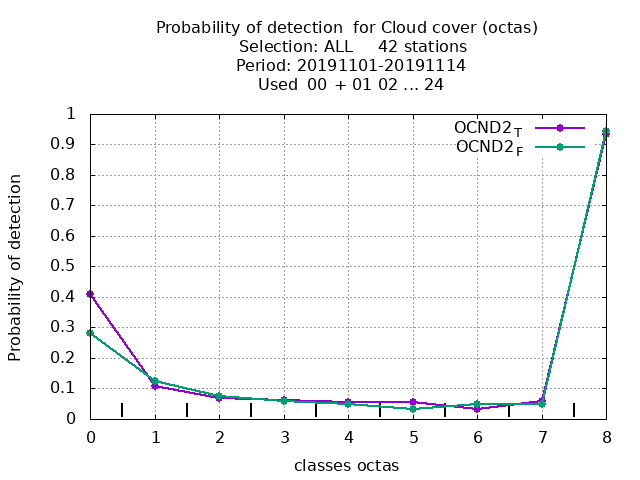 Probability of detection  for Cloud cover (octas)
Selection: ALL     42 stations
Period: 20191101-20191114
Used  00 + 01 02 ... 24
OCND2_T
OCND2_F
1
0.9
0.8
0.7
0.6
0.5
0.4
0.3
0.2
0.1
0
Probability of detection
0 1 2 3 4 5 6 7 8
classes octas